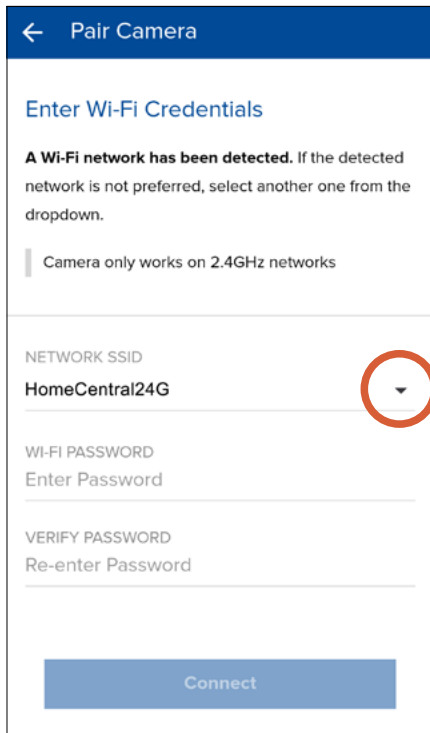 Pair Camera
Enter Wi-Fi Credentials
A Wi-Fi network has been detected. If the detected
network is not preferred, select another one from the
dropdown.
Camera only works on 2.4GHz networks
NETWORK SSID
HomeCentral24G
WI-FI PASSWORD
Enter Password
VERIFY PASSWORD
Re-enter Password
Connect